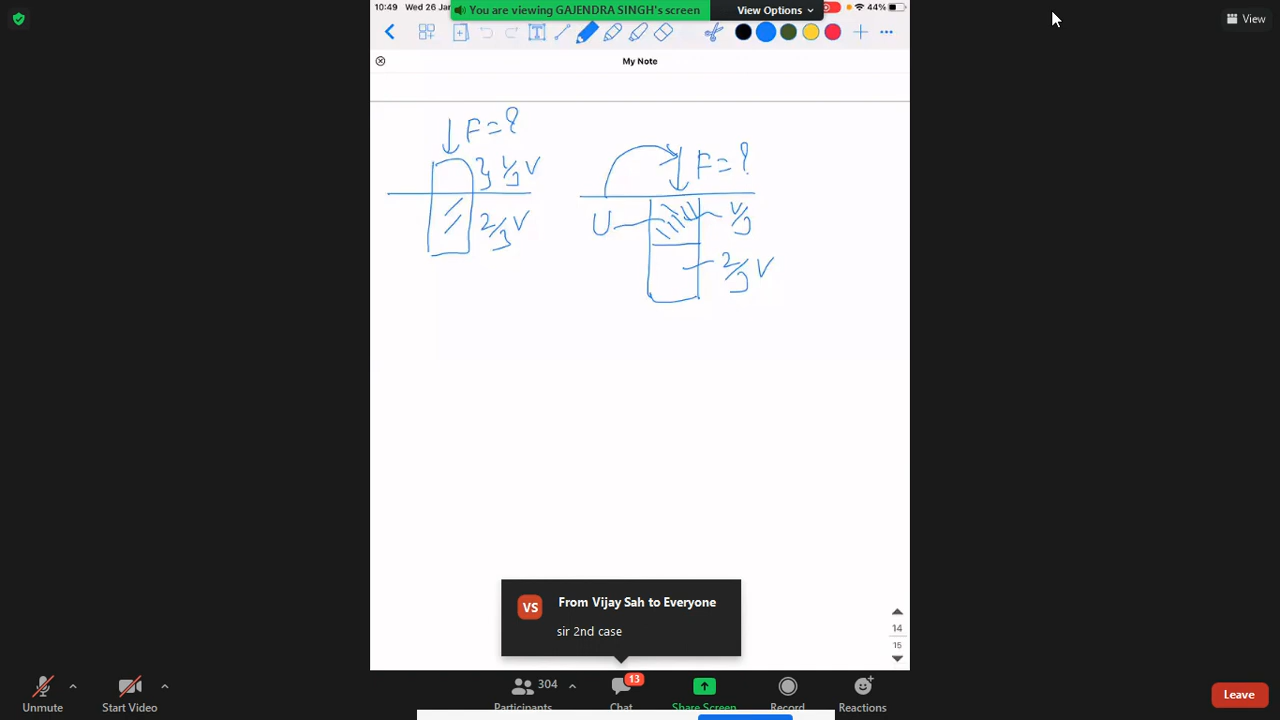 10:49 Wed 26 Jan
You are viewing GAJENDRA SINGH's screen
View Options
44%
View
My Note
F = ?
1/3 V
2/3 V
F = ?
U
V/3
2/3 V
14
15
VS
From Vijay Sah to Everyone
sir 2nd case
Unmute
Start Video
304
Participants
13
Chat
Share Screen
Record
Reactions
Leave